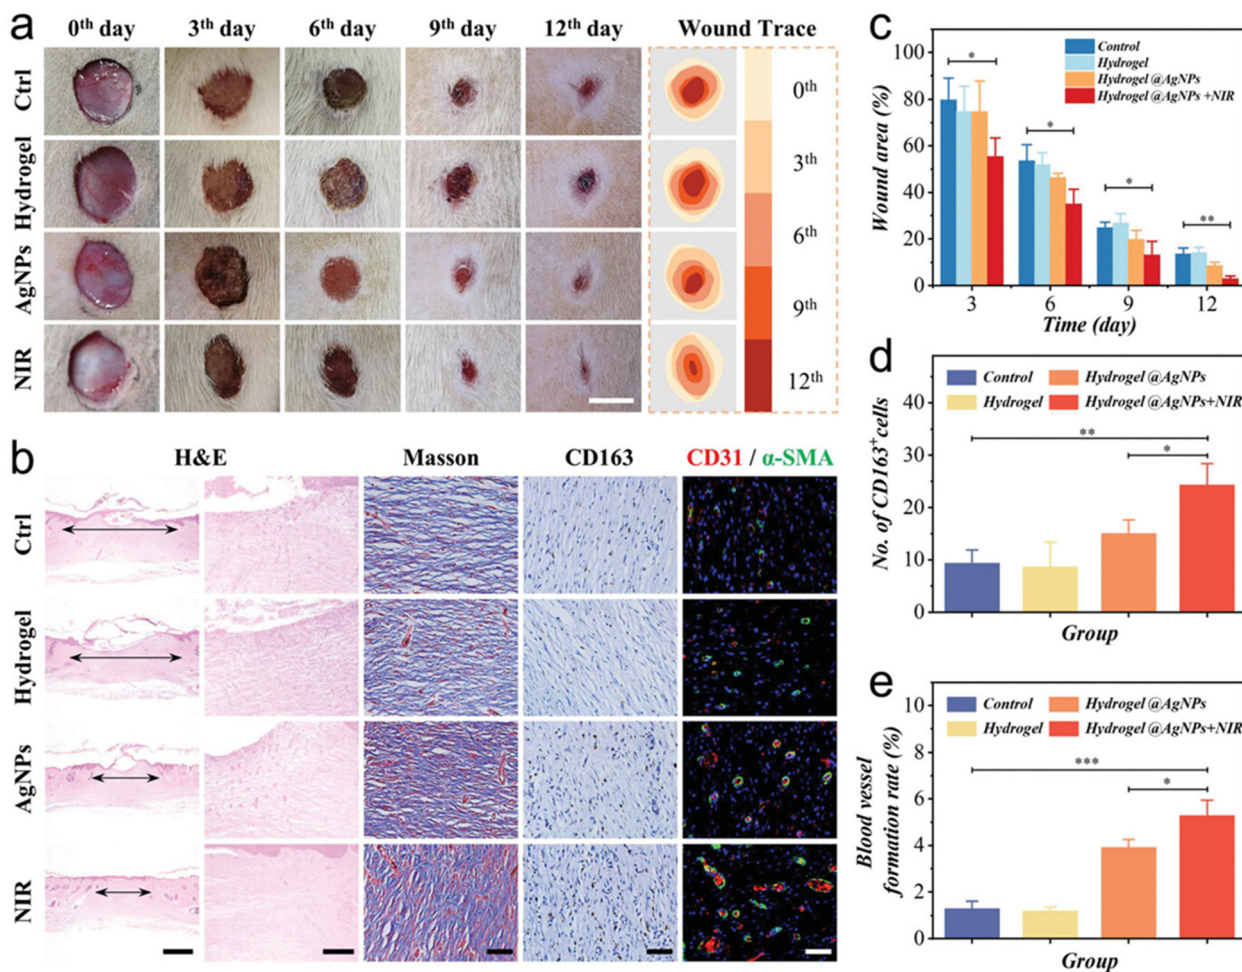 a
0th day 3th day 6th day 9th day 12th day Wound Trace
Ctrl
Hydrogel
AgNPs
NIR
0th
3th
6th
9th
12th
b
H&E Masson CD163 CD31 / α-SMA
Ctrl
Hydrogel
AgNPs
NIR
c
Wound area (%)
100
80
60
40
20
0
Control
Hydrogel
Hydrogel @AgNPs
Hydrogel @AgNPs +NIR
*
*
*
**
3 6 9 12
Time (day)
d
No. of CD163+cells
40
30
20
10
0
Control Hydrogel @AgNPs
Hydrogel Hydrogel @AgNPs+NIR
**
*
Group
e
Blood vessel
formation rate (%)
10
8
6
4
2
0
Control Hydrogel @AgNPs
Hydrogel Hydrogel @AgNPs+NIR
***
*
Group